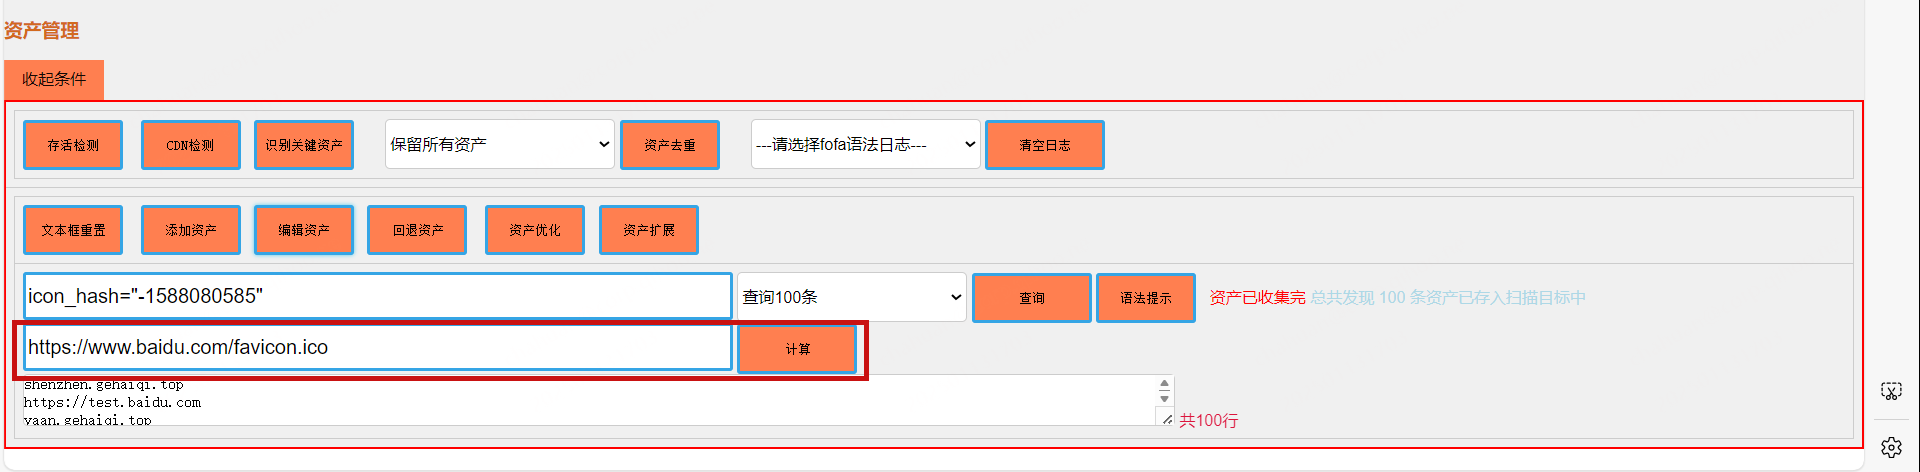 资产管理
收起条件
存活检测 CDN检测 识别关键资产 保留所有资产 资产去重 ---请选择fofa语法日志--- 清空日志
文本框重置 添加资产 编辑资产 回退资产 资产优化 资产扩展
icon_hash="-1588080585" 查询100条 查询 语法提示 资产已收集完 总共发现 100 条资产已存入扫描目标中
https://www.baidu.com/favicon.ico 计算
shenzhen.gehaiqi.top
https://test.baidu.com
yaan.gehaiqi.top 共100行